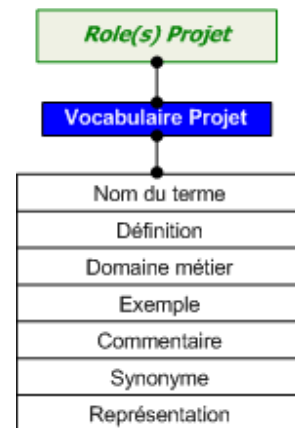 Role(s) Projet
Vocabulaire Projet
Nom du terme
Définition
Domaine métier
Exemple
Commentaire
Synonyme
Représentation